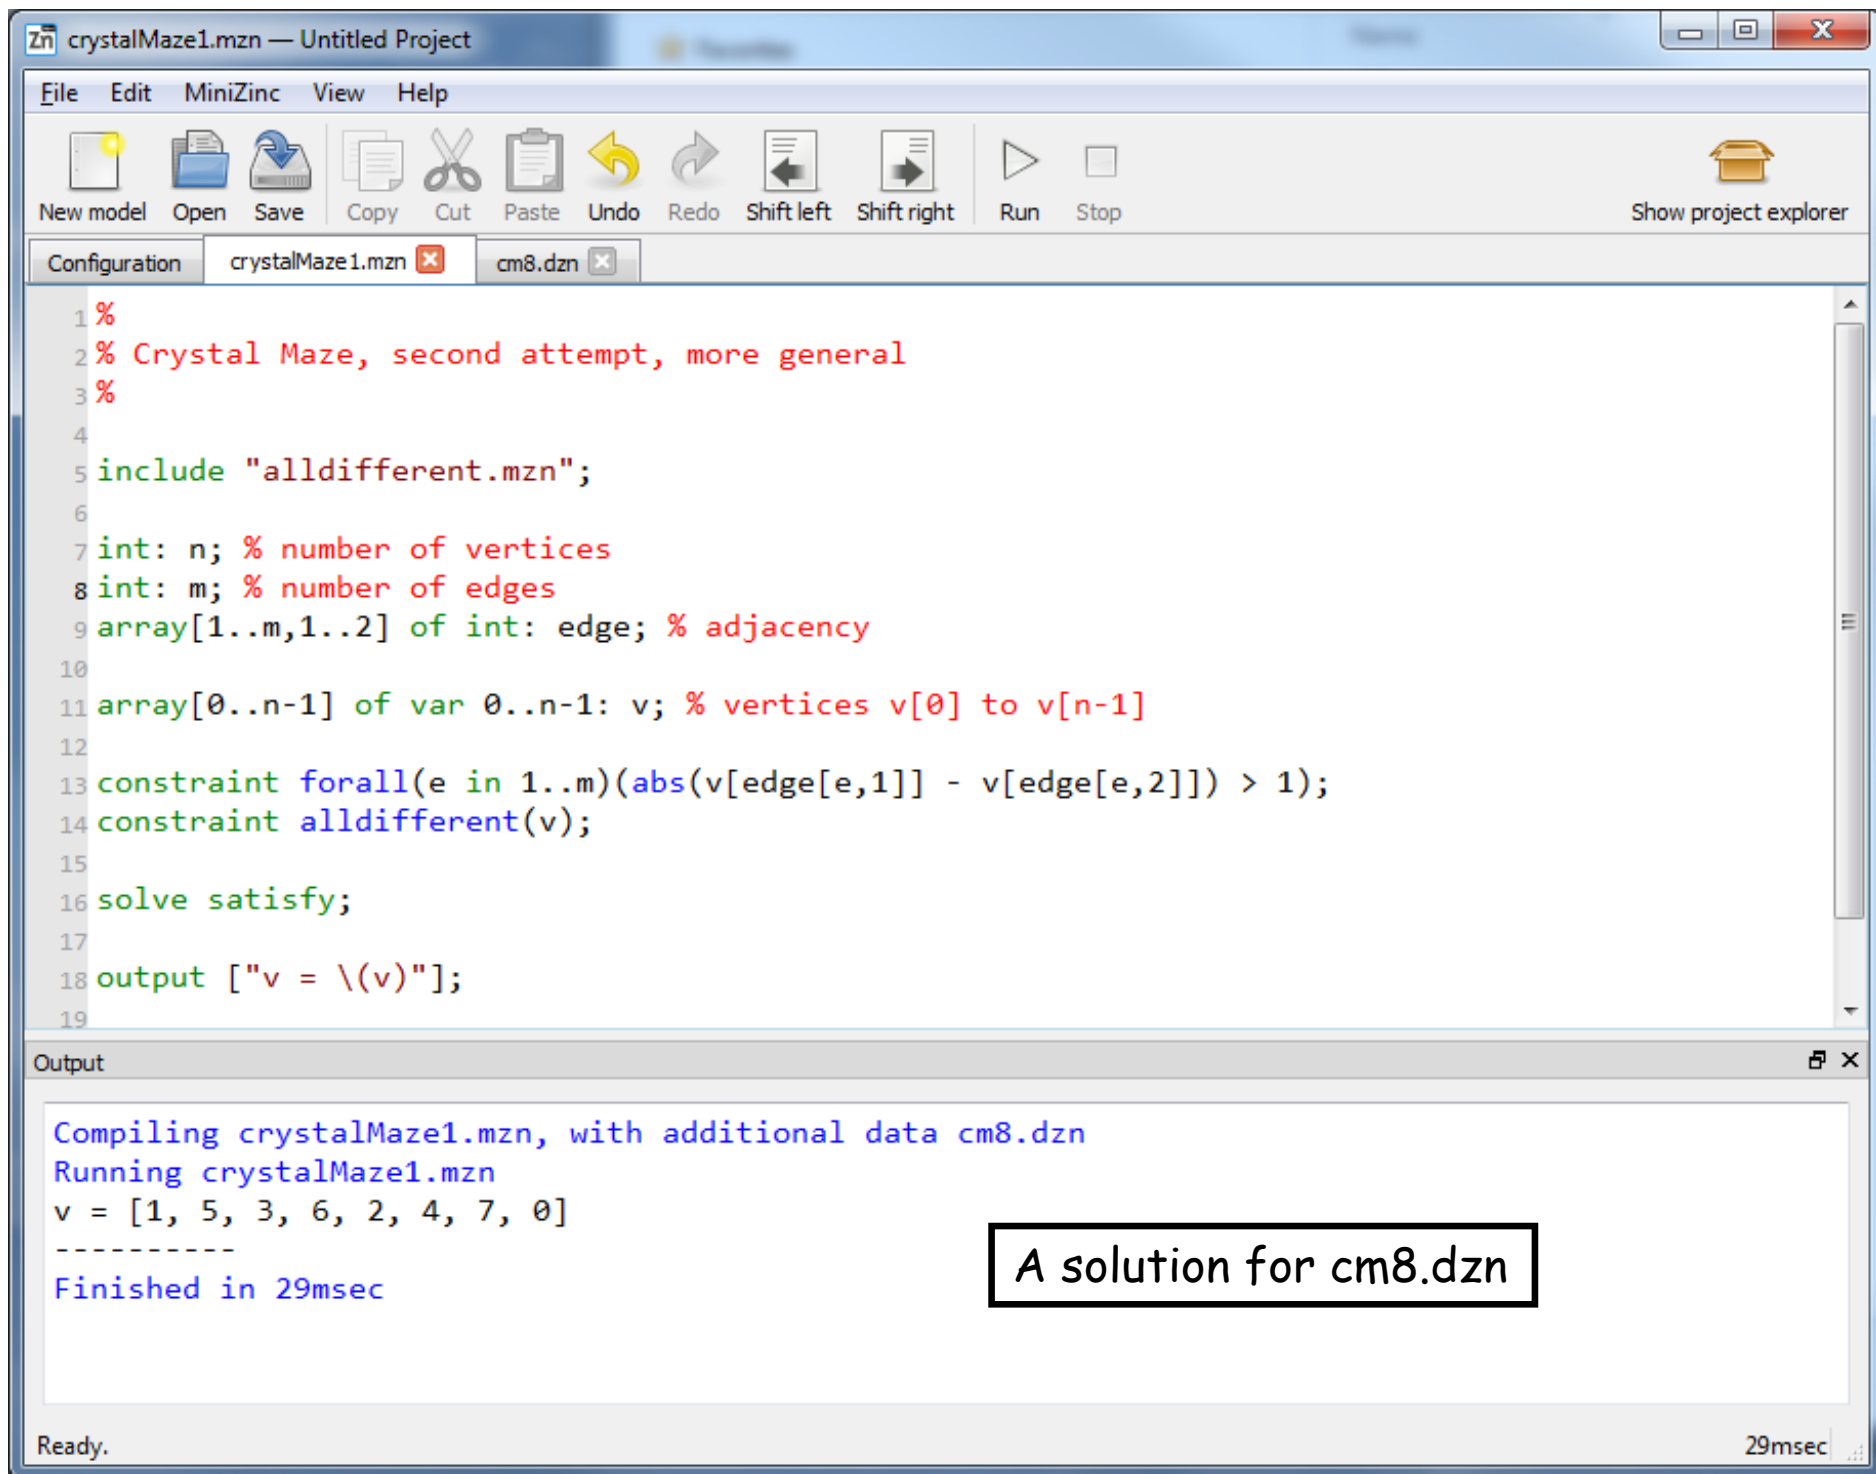 Zn crystalMaze1.mzn — Untitled Project
File Edit MiniZinc View Help
New model Open Save Copy Cut Paste Undo Redo Shift left Shift right Run Stop Show project explorer
Configuration crystalMaze1.mzn cm8.dzn
1 %
2 % Crystal Maze, second attempt, more general
3 %
4
5 include "alldifferent.mzn";
6
7 int: n; % number of vertices
8 int: m; % number of edges
9 array[1..m,1..2] of int: edge; % adjacency
10
11 array[0..n-1] of var 0..n-1: v; % vertices v[0] to v[n-1]
12
13 constraint forall(e in 1..m)(abs(v[edge[e,1]] - v[edge[e,2]]) > 1);
14 constraint alldifferent(v);
15
16 solve satisfy;
17
18 output ["v = \(v)"];
19
Output
Compiling crystalMaze1.mzn, with additional data cm8.dzn
Running crystalMaze1.mzn
v = [1, 5, 3, 6, 2, 4, 7, 0]
----------
Finished in 29msec
A solution for cm8.dzn
Ready. 29msec